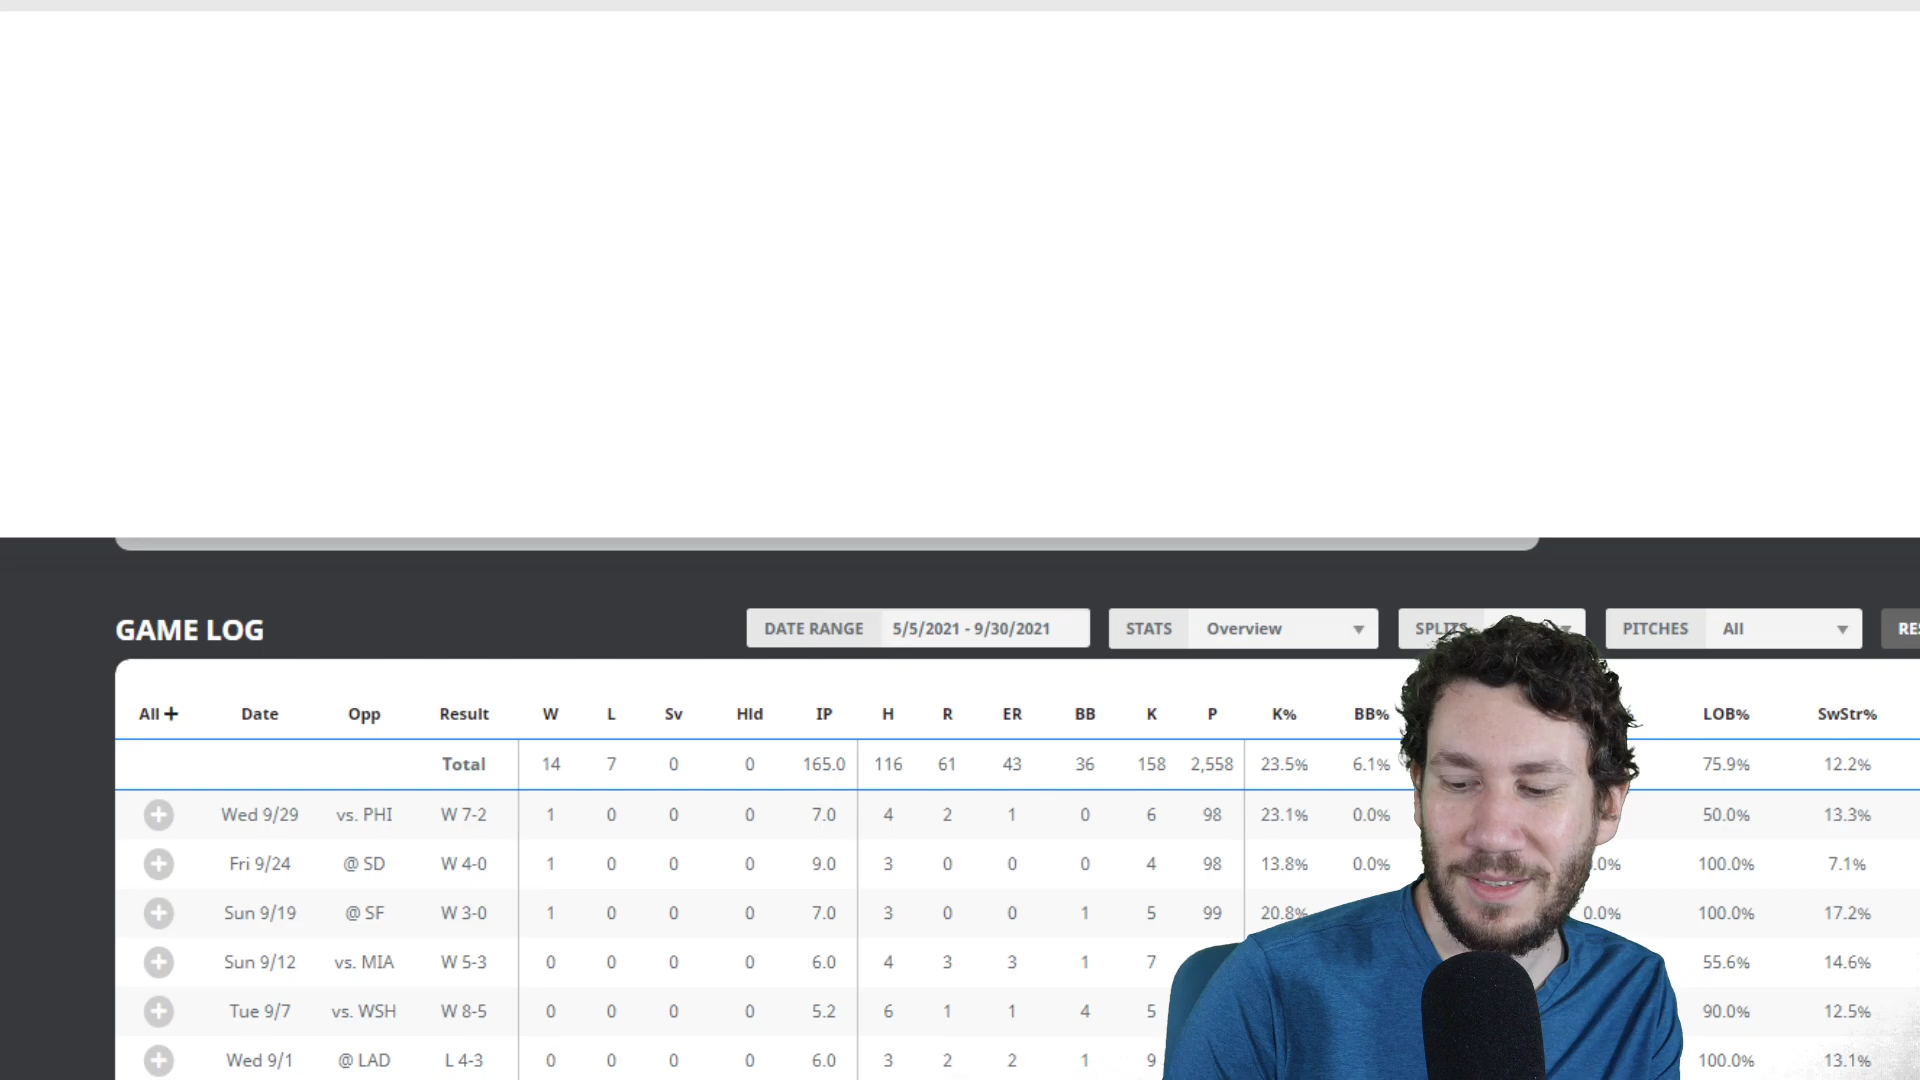 GAME LOG DATE RANGE 5/5/2021 - 9/30/2021 STATS Overview SPLITS PITCHES All
All+ Date Opp Result W L Sv Hld IP H R ER BB K P K% BB% LOB% SwStr%
Total 14 7 0 0 165.0 116 61 43 36 158 2,558 23.5% 6.1% 75.9% 12.2%
Wed 9/29 vs. PHI W 7-2 1 0 0 0 7.0 4 2 1 0 6 98 23.1% 0.0% 50.0% 13.3%
Fri 9/24 @ SD W 4-0 1 0 0 0 9.0 3 0 0 0 4 98 13.8% 0.0% .0% 100.0% 7.1%
Sun 9/19 @ SF W 3-0 1 0 0 0 7.0 3 0 0 1 5 99 20.8% 0.0% 100.0% 17.2%
Sun 9/12 vs. MIA W 5-3 0 0 0 0 6.0 4 3 3 1 7 55.6% 14.6%
Tue 9/7 vs. WSH W 8-5 0 0 0 0 5.2 6 1 1 4 5 90.0% 12.5%
Wed 9/1 @ LAD L 4-3 0 0 0 0 6.0 3 2 2 1 9 100.0% 13.1%